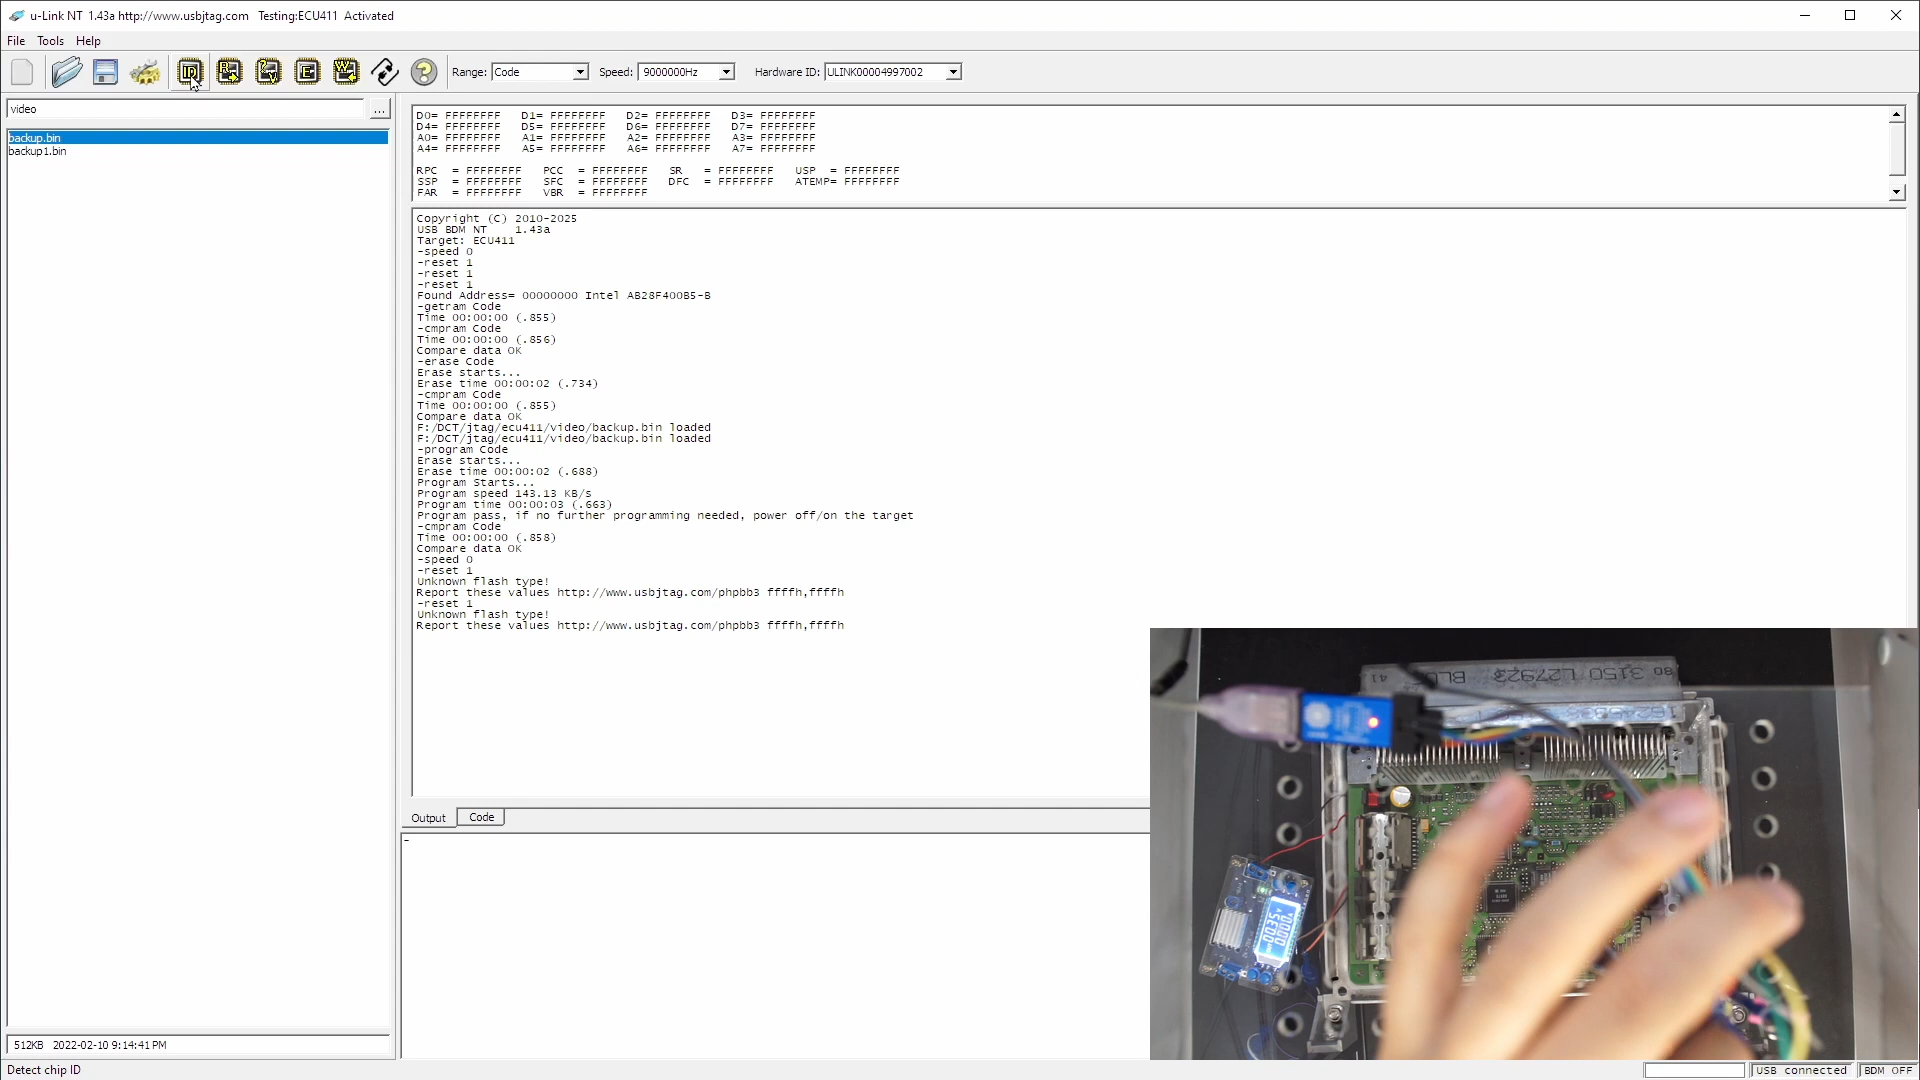 u-Link NT 1.43a http://www.usbjtag.com Testing:ECU411 Activated
File Tools Help
ID R V E W Range: Code Speed: 9000000Hz Hardware ID: ULINK00004997002
video ...
backup.bin
backup1.bin
D0= FFFFFFFF D1= FFFFFFFF D2= FFFFFFFF D3= FFFFFFFF
D4= FFFFFFFF D5= FFFFFFFF D6= FFFFFFFF D7= FFFFFFFF
A0= FFFFFFFF A1= FFFFFFFF A2= FFFFFFFF A3= FFFFFFFF
A4= FFFFFFFF A5= FFFFFFFF A6= FFFFFFFF A7= FFFFFFFF
RPC = FFFFFFFF PCC = FFFFFFFF SR = FFFFFFFF USP = FFFFFFFF
SSP = FFFFFFFF SFC = FFFFFFFF DFC = FFFFFFFF ATEMP= FFFFFFFF
FAR = FFFFFFFF VBR = FFFFFFFF
Copyright (C) 2010-2025
USB BDM NT 1.43a
Target: ECU411
-speed 0
-reset 1
-reset 1
-reset 1
Found Address= 00000000 Intel AB28F400B5-B
-getram Code
Time 00:00:00 (.855)
-cmpram Code
Time 00:00:00 (.856)
Compare data OK
-erase Code
Erase starts...
Erase time 00:00:02 (.734)
-cmpram Code
Time 00:00:00 (.855)
Compare data OK
F:/DCT/jtag/ecu411/video/backup.bin loaded
F:/DCT/jtag/ecu411/video/backup.bin loaded
-program Code
Erase starts...
Erase time 00:00:02 (.688)
Program Starts...
Program speed 143.13 KB/s
Program time 00:00:03 (.663)
Program pass, if no further programming needed, power off/on the target
-cmpram Code
Time 00:00:00 (.858)
Compare data OK
-speed 0
-reset 1
Unknown flash type!
Report these values http://www.usbjtag.com/phpbb3 ffffh,ffffh
-reset 1
Unknown flash type!
Report these values http://www.usbjtag.com/phpbb3 ffffh,ffffh
Output Code
-
41 BL 3150 L27923 80
00.35V
0.000A
512KB 2022-02-10 9:14:41 PM
Detect chip ID USB connected BDM OFF